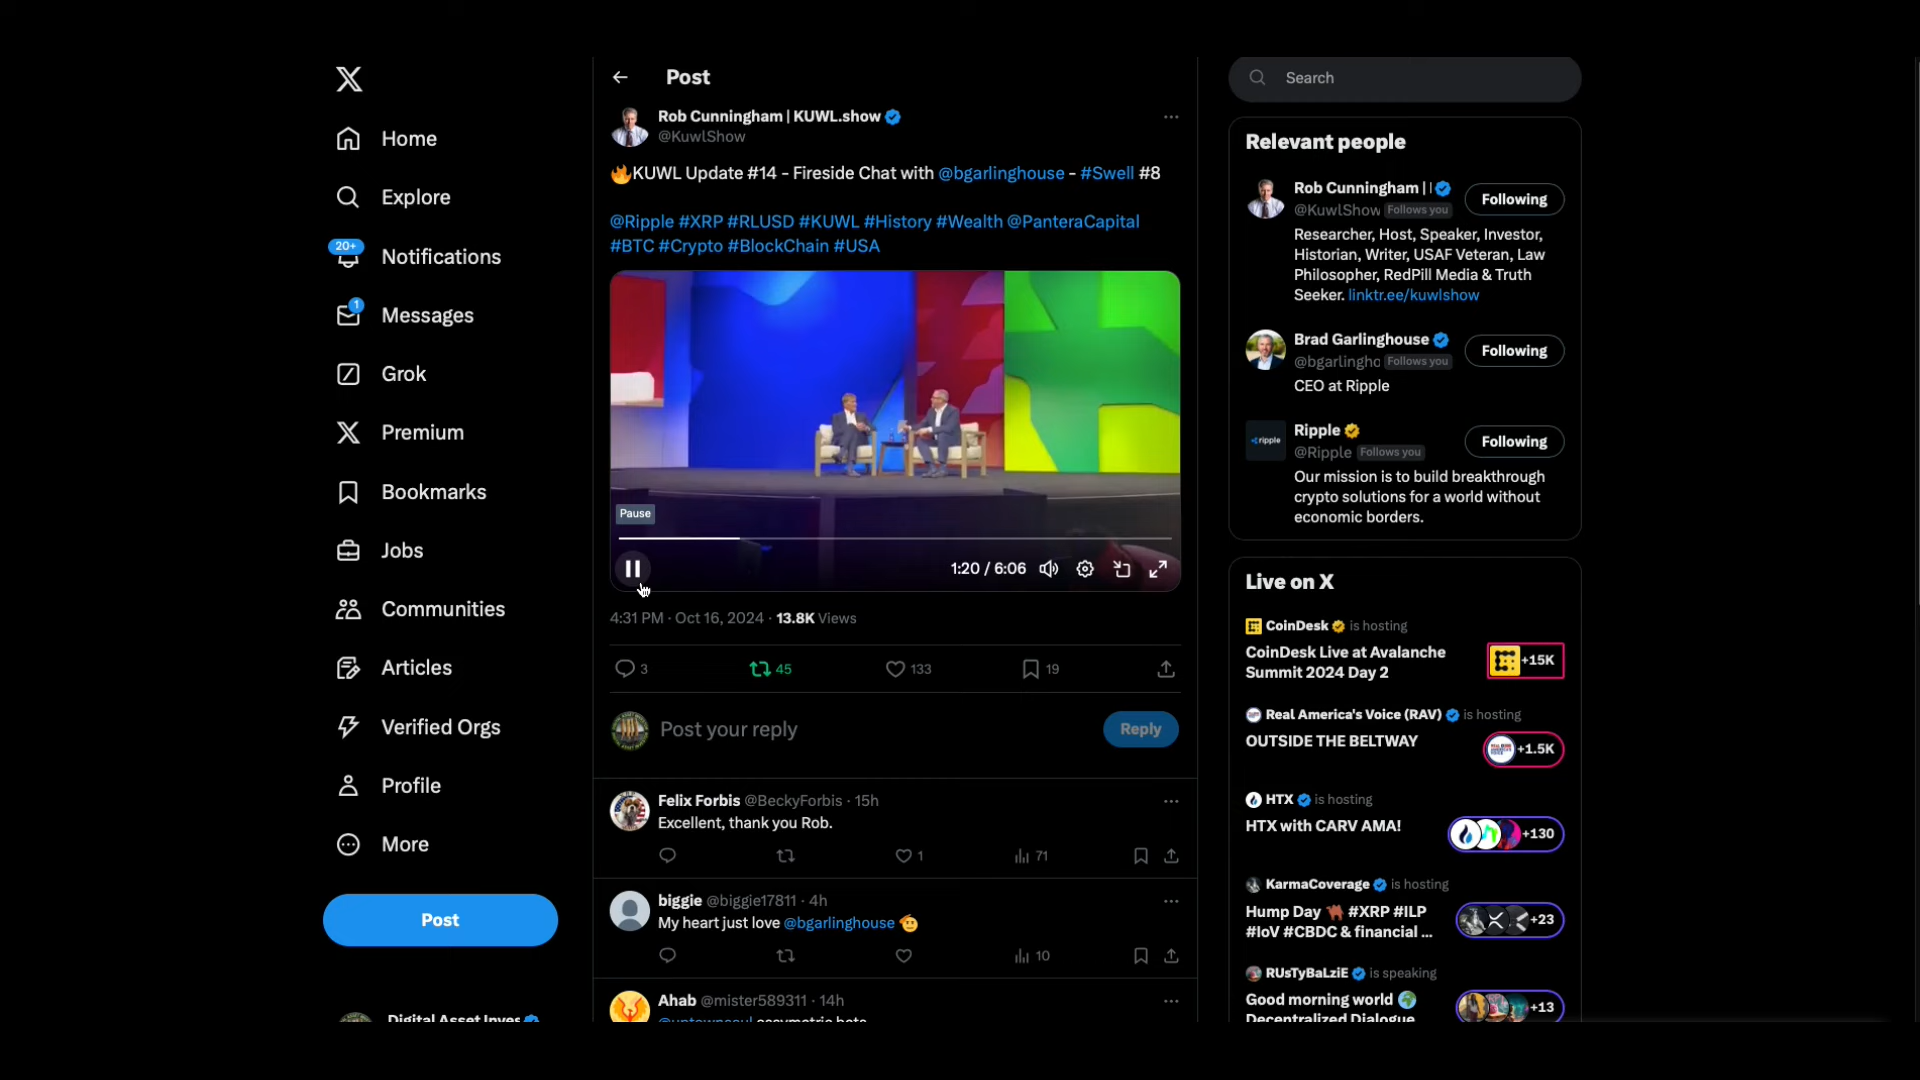 Home
Explore
20+
Notifications
1
Messages
Grok
Premium
Bookmarks
Jobs
Communities
Articles
Verified Orgs
Profile
More
Post
Digital Asset Inves
Post
Rob Cunningham | KUWL.show
@KuwlShow
🔥KUWL Update #14 - Fireside Chat with @bgarlinghouse - #Swell #8
@Ripple #XRP #RLUSD #KUWL #History #Wealth @PanteraCapital
#BTC #Crypto #BlockChain #USA
Pause
1:20 / 6:06
4:31 PM · Oct 16, 2024 · 13.8K Views
3 45 133 19
Post your reply
Reply
Felix Forbis @BeckyForbis · 15h
Excellent, thank you Rob.
1 71
biggie @biggie17811 · 4h
My heart just love @bgarlinghouse 🫡
10
Ahab @mister589311 · 14h
Search
Relevant people
Rob Cunningham | 
@KuwlShow Follows you
Following
Researcher, Host, Speaker, Investor,
Historian, Writer, USAF Veteran, Law
Philosopher, RedPill Media & Truth
Seeker. linktr.ee/kuwlshow
Brad Garlinghouse
@bgarlinghc Follows you
Following
CEO at Ripple
ripple
Ripple
@Ripple Follows you
Following
Our mission is to build breakthrough
crypto solutions for a world without
economic borders.
Live on X
CoinDesk is hosting
CoinDesk Live at Avalanche
Summit 2024 Day 2
+15K
Real America's Voice (RAV) is hosting
OUTSIDE THE BELTWAY
+1.5K
HTX is hosting
HTX with CARV AMA!
+130
KarmaCoverage is hosting
Hump Day 🐫 #XRP #ILP
#IoV #CBDC & financial ...
+23
RUsTyBaLziE is speaking
Good morning world 🌍
Decentralized Dialogue
+13